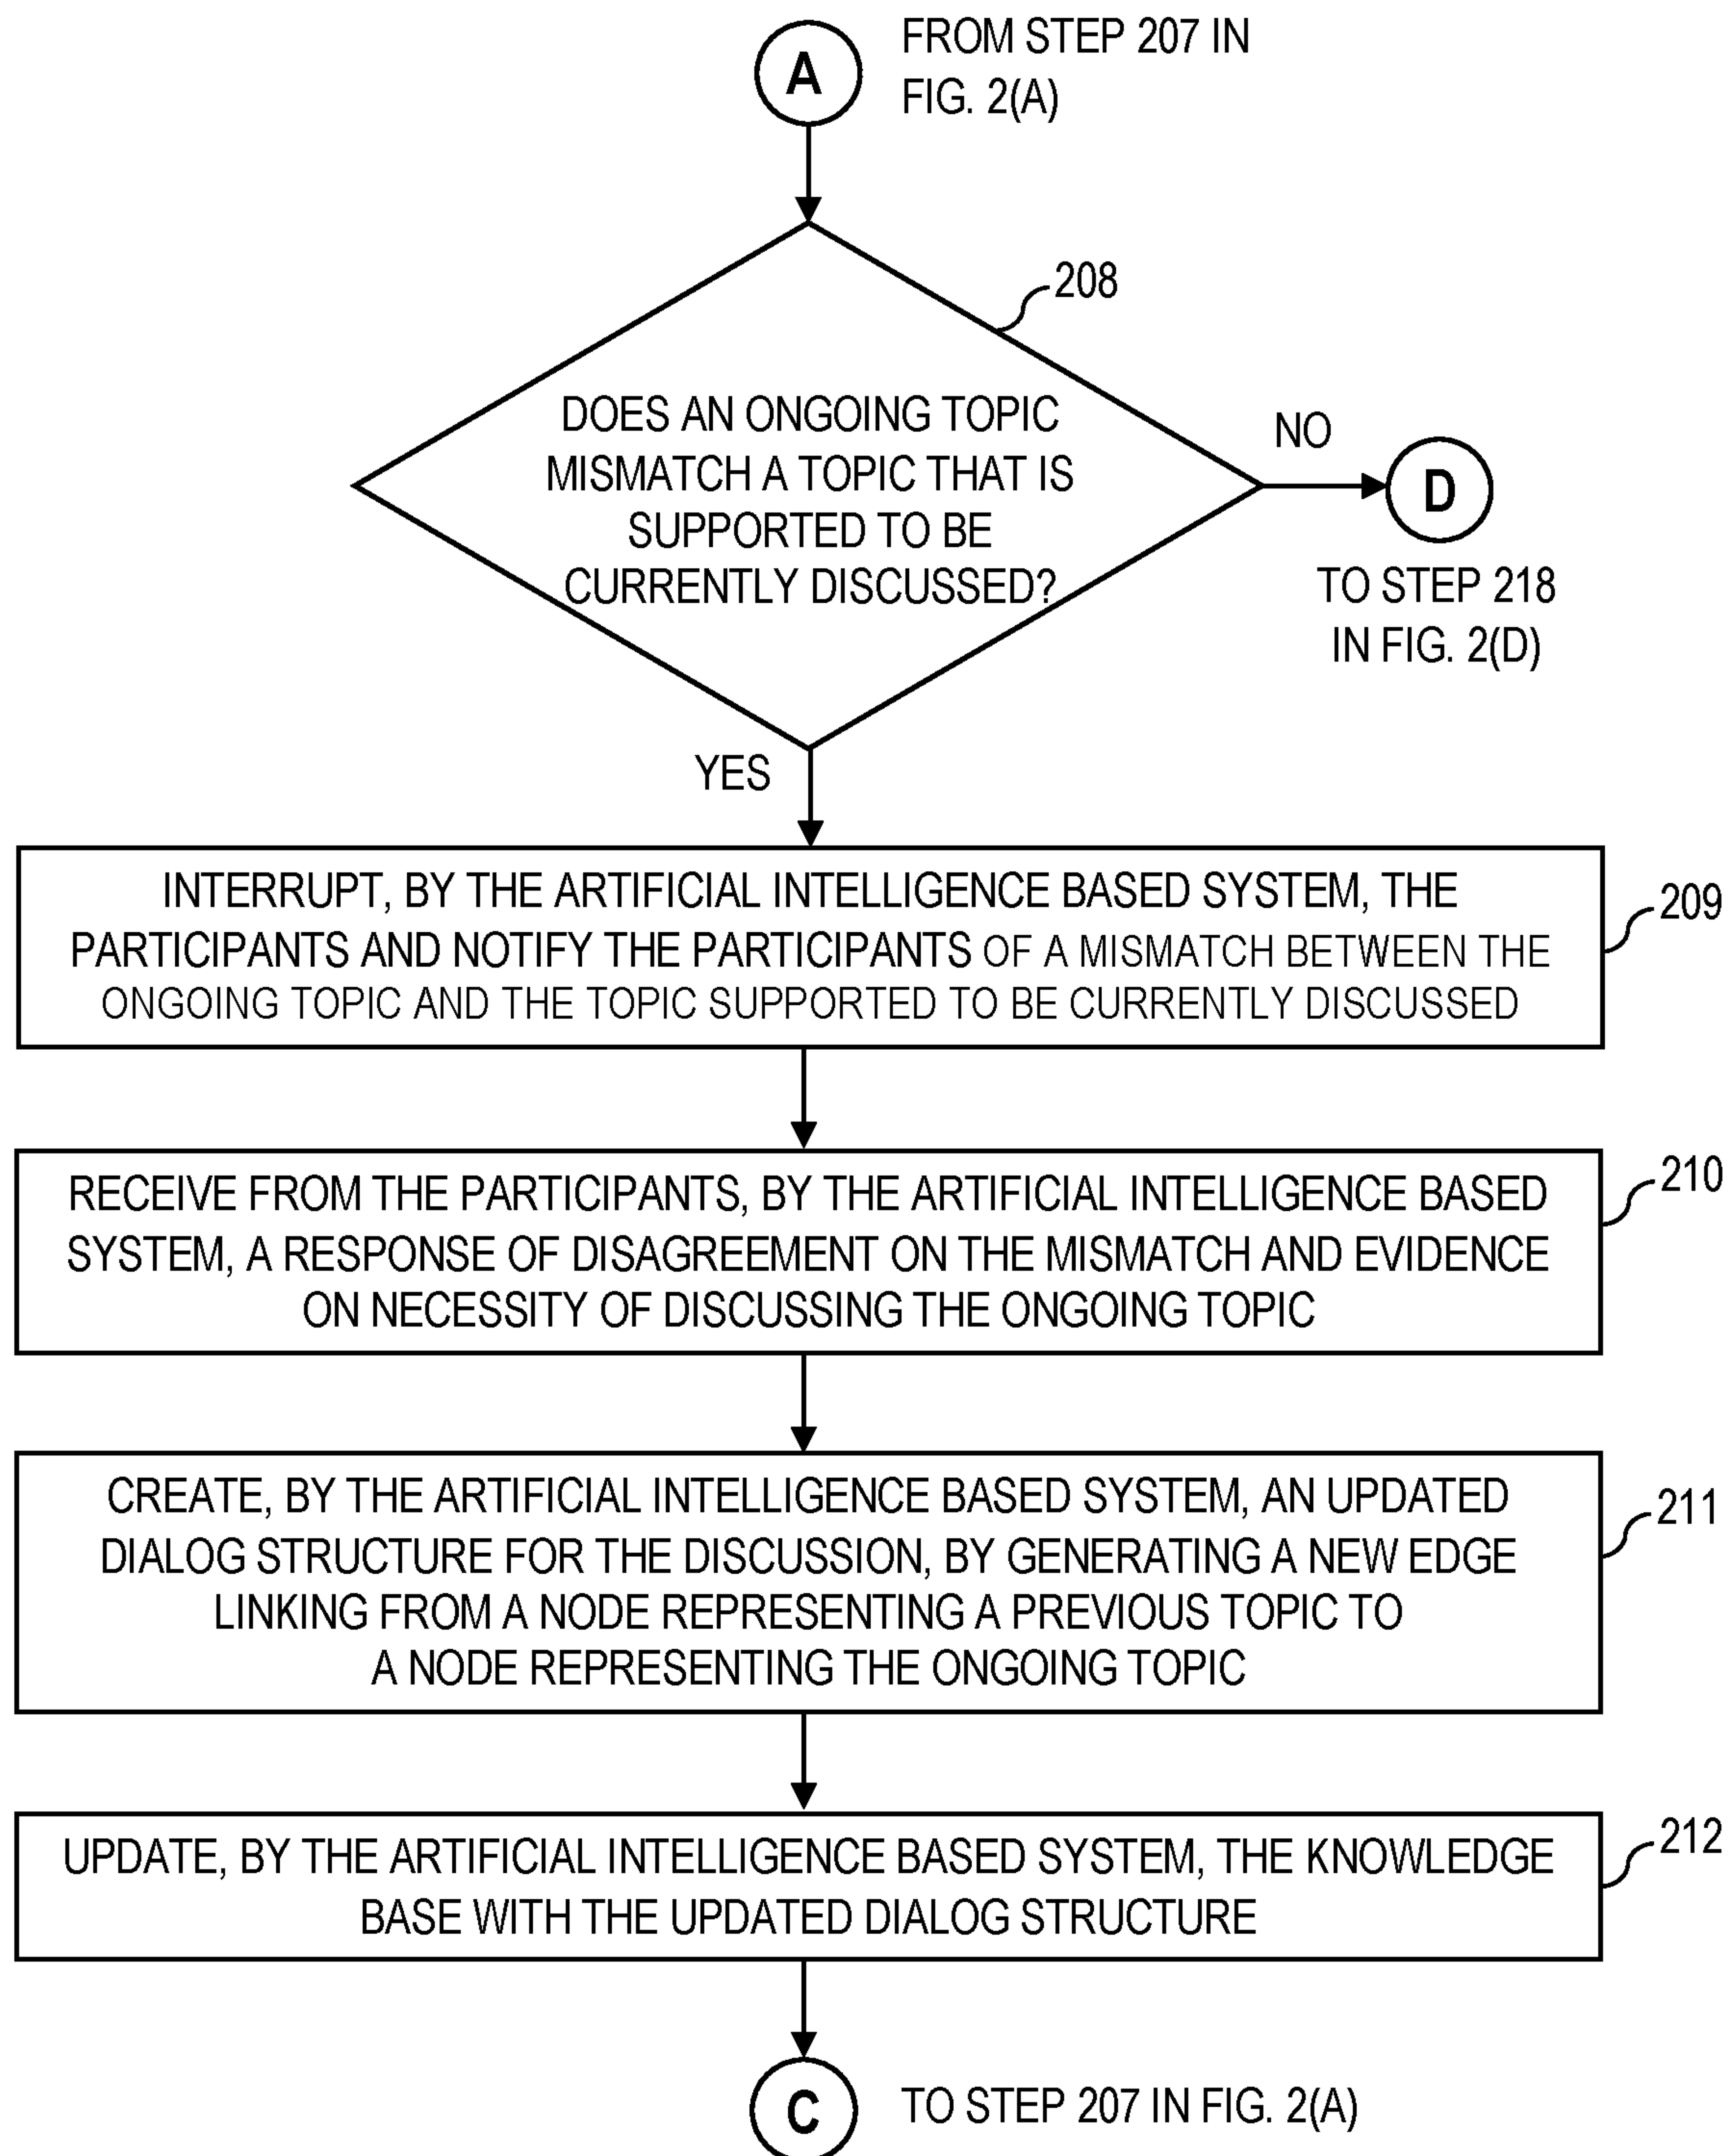 A
FROM STEP 207 IN
FIG. 2(A)
208
DOES AN ONGOING TOPIC
MISMATCH A TOPIC THAT IS
SUPPORTED TO BE
CURRENTLY DISCUSSED?
NO
D
TO STEP 218
IN FIG. 2(D)
YES
INTERRUPT, BY THE ARTIFICIAL INTELLIGENCE BASED SYSTEM, THE
PARTICIPANTS AND NOTIFY THE PARTICIPANTS OF A MISMATCH BETWEEN THE
ONGOING TOPIC AND THE TOPIC SUPPORTED TO BE CURRENTLY DISCUSSED
209
RECEIVE FROM THE PARTICIPANTS, BY THE ARTIFICIAL INTELLIGENCE BASED
SYSTEM, A RESPONSE OF DISAGREEMENT ON THE MISMATCH AND EVIDENCE
ON NECESSITY OF DISCUSSING THE ONGOING TOPIC
210
CREATE, BY THE ARTIFICIAL INTELLIGENCE BASED SYSTEM, AN UPDATED
DIALOG STRUCTURE FOR THE DISCUSSION, BY GENERATING A NEW EDGE
LINKING FROM A NODE REPRESENTING A PREVIOUS TOPIC TO
A NODE REPRESENTING THE ONGOING TOPIC
211
UPDATE, BY THE ARTIFICIAL INTELLIGENCE BASED SYSTEM, THE KNOWLEDGE
BASE WITH THE UPDATED DIALOG STRUCTURE
212
C
TO STEP 207 IN FIG. 2(A)